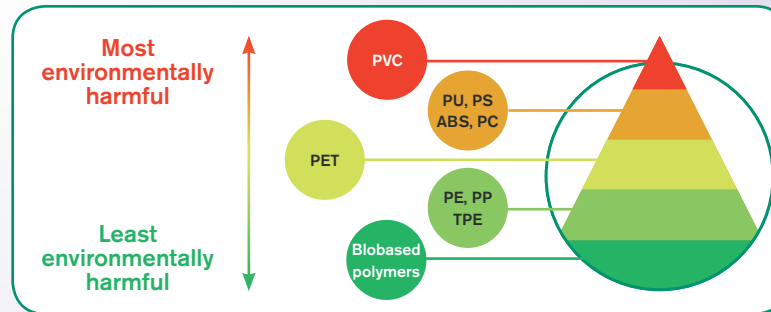 Most
environmentally
harmful
PVC
PU, PS
ABS, PC
PET
PE, PP
TPE
Least
environmentally
harmful
Blobased
polymers